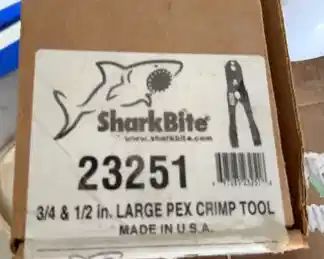 SharkBite®
www.sharkbite.com
23251
3/4 & 1/2 in. LARGE PEX CRIMP TOOL
MADE IN U.S.A.